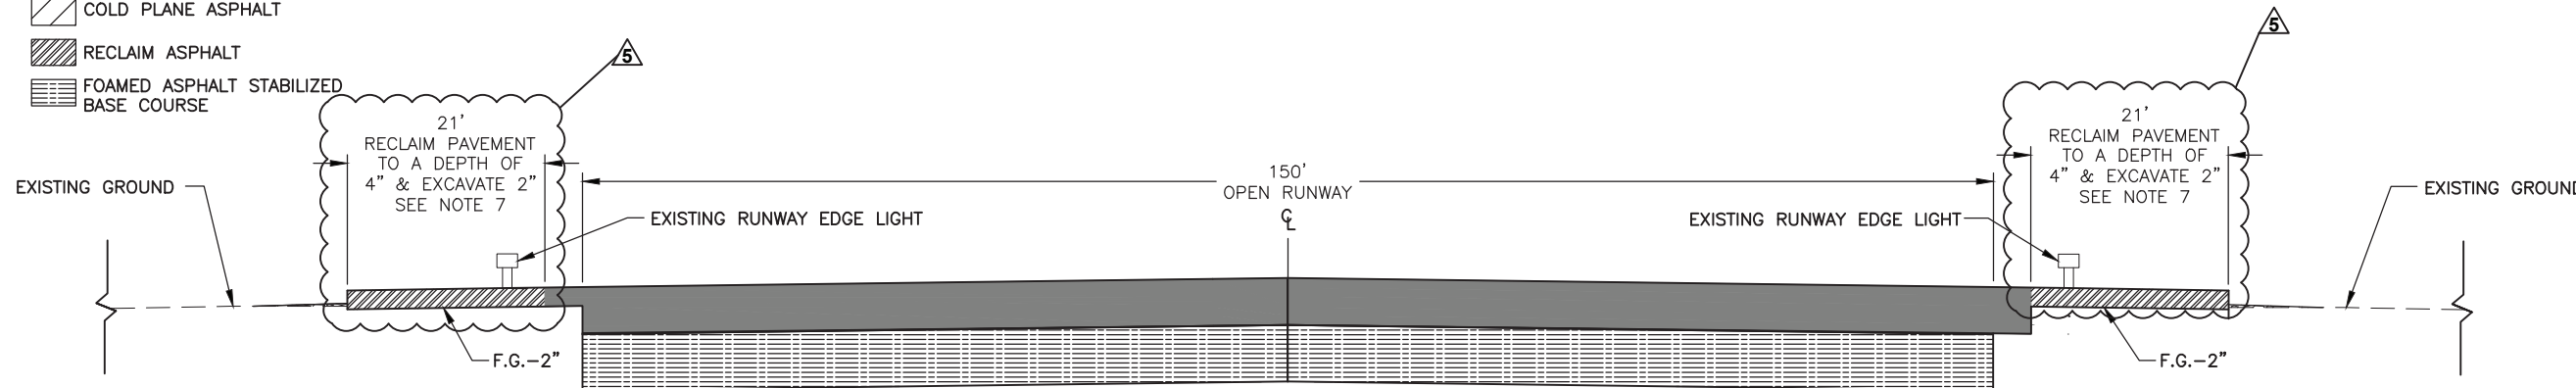 COLD PLANE ASPHALT
RECLAIM ASPHALT
FOAMED ASPHALT STABILIZED
BASE COURSE
5
5
21'
RECLAIM PAVEMENT
TO A DEPTH OF
4" & EXCAVATE 2"
SEE NOTE 7
21'
RECLAIM PAVEMENT
TO A DEPTH OF
4" & EXCAVATE 2"
SEE NOTE 7
150'
OPEN RUNWAY
℄
EXISTING GROUND
EXISTING RUNWAY EDGE LIGHT
EXISTING RUNWAY EDGE LIGHT
EXISTING GROUND
F.G.-2"
F.G.-2"